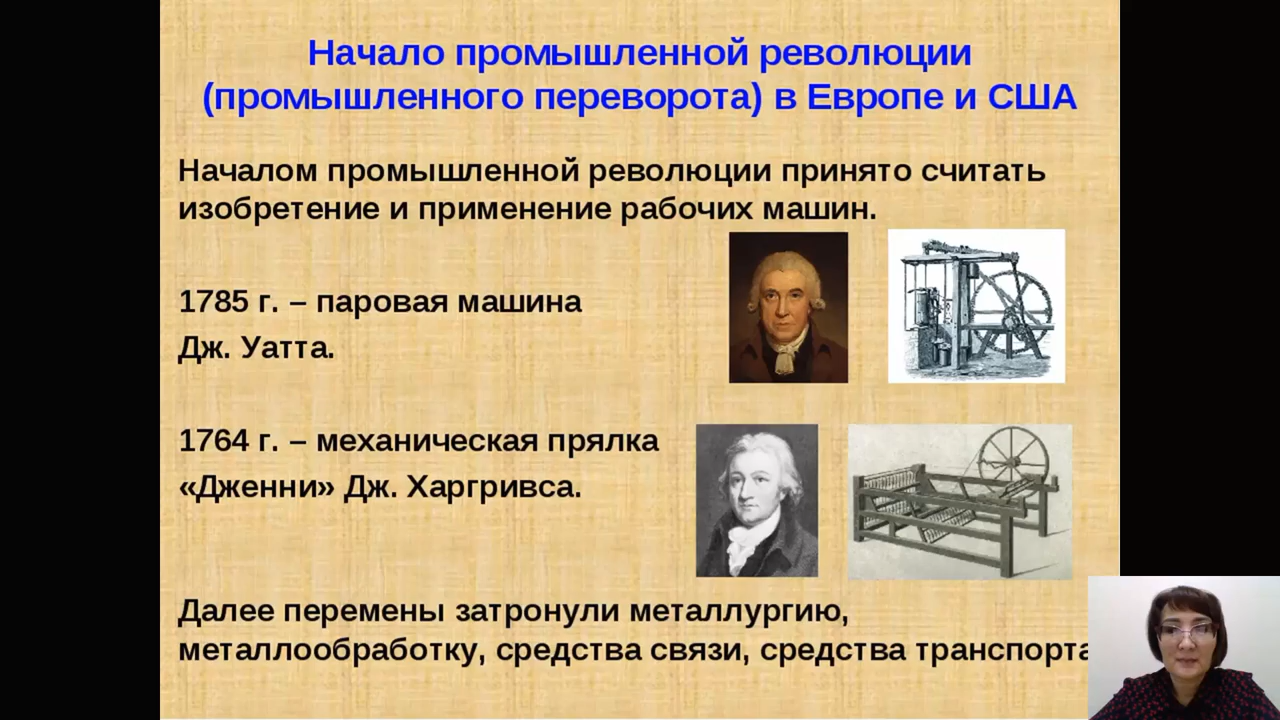 Начало промышленной революции
(промышленного переворота) в Европе и США
Началом промышленной революции принято считать
изобретение и применение рабочих машин.
1785 г. – паровая машина
Дж. Уатта.
1764 г. – механическая прялка
«Дженни» Дж. Харгривса.
Далее перемены затронули металлургию,
металлообработку, средства связи, средства транспорта